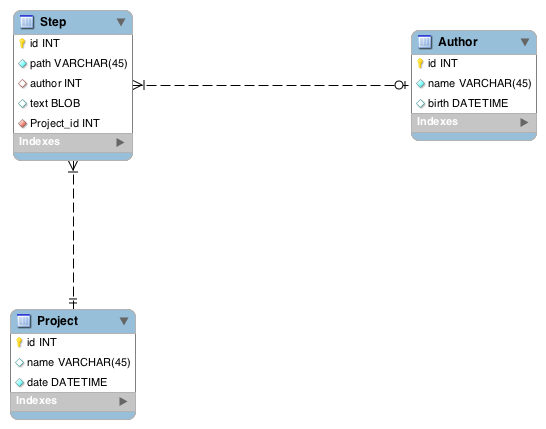 Step
id INT
path VARCHAR(45)
author INT
text BLOB
Project_id INT
Indexes
Author
id INT
name VARCHAR(45)
birth DATETIME
Indexes
Project
id INT
name VARCHAR(45)
date DATETIME
Indexes